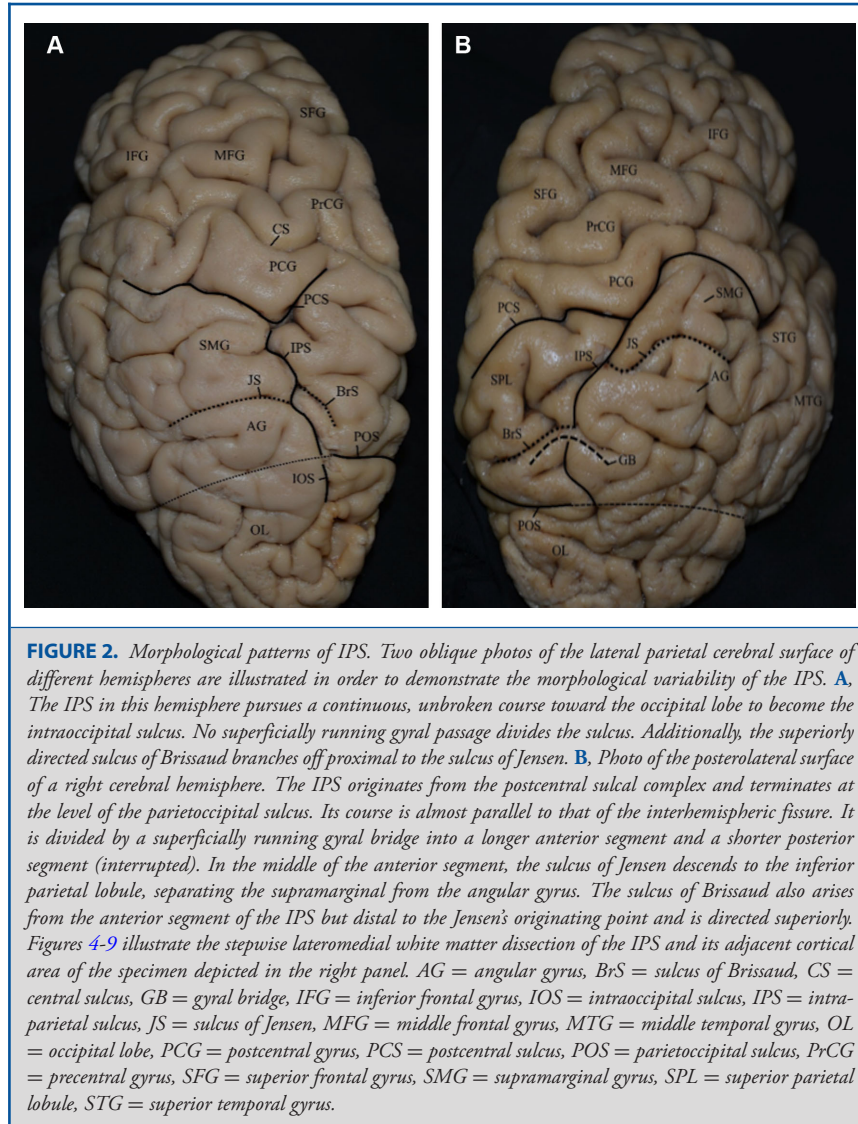 A
B
SFG
IFG
MFG
PrCG
CS
PCG
PCS
IPS
SMG
JS
BrS
AG
POS
IOS
OL
IFG
MFG
SFG
PrCG
PCG
SMG
PCS
STG
JS
IPS
SPL
AG
MTG
BrS
GB
POS
OL
FIGURE 2. Morphological patterns of IPS. Two oblique photos of the lateral parietal cerebral surface of
different hemispheres are illustrated in order to demonstrate the morphological variability of the IPS. A,
The IPS in this hemisphere pursues a continuous, unbroken course toward the occipital lobe to become the
intraoccipital sulcus. No superficially running gyral passage divides the sulcus. Additionally, the superiorly
directed sulcus of Brissaud branches off proximal to the sulcus of Jensen. B, Photo of the posterolateral surface
of a right cerebral hemisphere. The IPS originates from the postcentral sulcal complex and terminates at
the level of the parietoccipital sulcus. Its course is almost parallel to that of the interhemispheric fissure. It
is divided by a superficially running gyral bridge into a longer anterior segment and a shorter posterior
segment (interrupted). In the middle of the anterior segment, the sulcus of Jensen descends to the inferior
parietal lobule, separating the supramarginal from the angular gyrus. The sulcus of Brissaud also arises
from the anterior segment of the IPS but distal to the Jensen's originating point and is directed superiorly.
Figures 4-9 illustrate the stepwise lateromedial white matter dissection of the IPS and its adjacent cortical
area of the specimen depicted in the right panel. AG = angular gyrus, BrS = sulcus of Brissaud, CS =
central sulcus, GB = gyral bridge, IFG = inferior frontal gyrus, IOS = intraoccipital sulcus, IPS = intra-
parietal sulcus, JS = sulcus of Jensen, MFG = middle frontal gyrus, MTG = middle temporal gyrus, OL
= occipital lobe, PCG = postcentral gyrus, PCS = postcentral sulcus, POS = parietoccipital sulcus, PrCG
= precentral gyrus, SFG = superior frontal gyrus, SMG = supramarginal gyrus, SPL = superior parietal
lobule, STG = superior temporal gyrus.